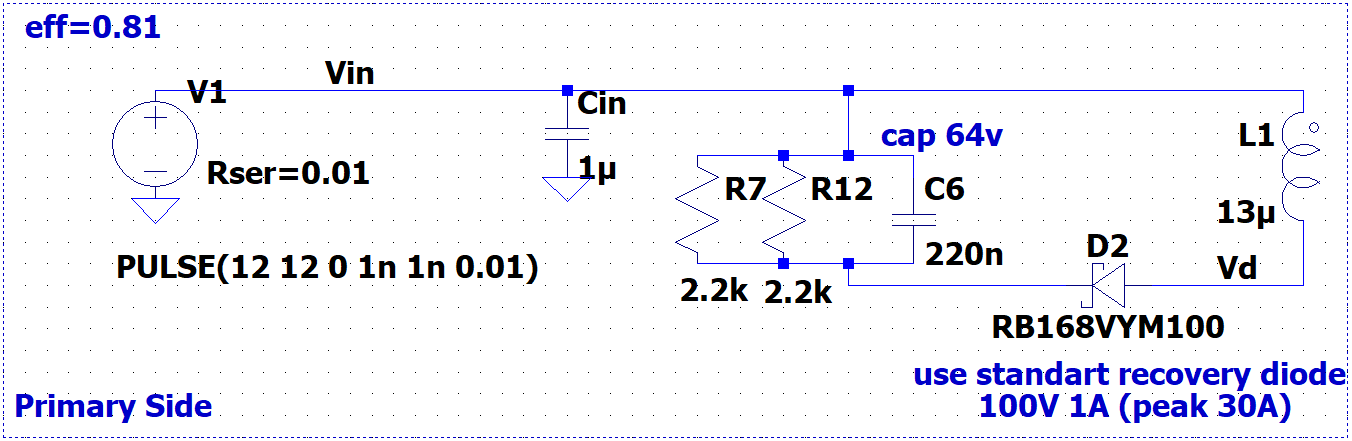 eff=0.81
Vin
V1
Cin
cap 64v
L1
Rser=0.01
1µ
R7
R12
C6
13µ
PULSE(12 12 0 1n 1n 0.01)
220n
D2
Vd
2.2k
2.2k
RB168VYM100
use standart recovery diode
100V 1A (peak 30A)
Primary Side